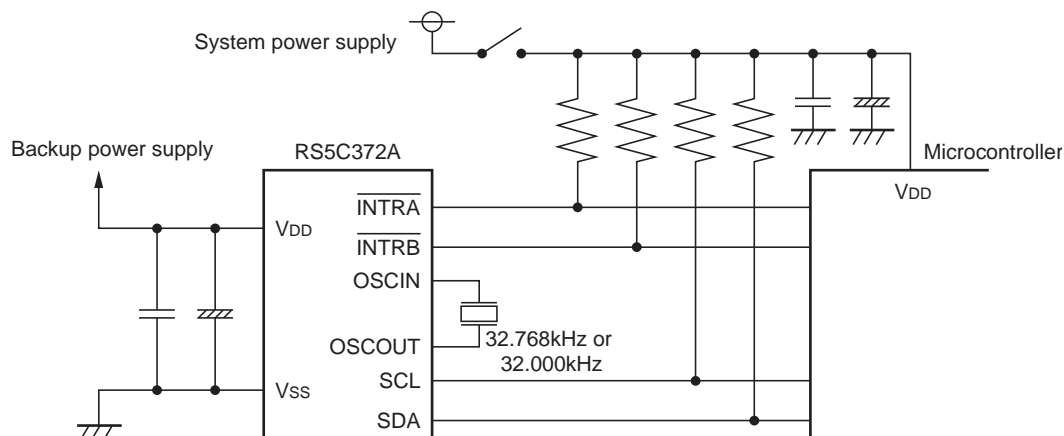 System power supply
Backup power supply
RS5C372A
Microcontroller
VDD
INTRA
VDD
INTRB
OSCIN
OSCOUT
32.768kHz or
32.000kHz
SCL
VSS
SDA